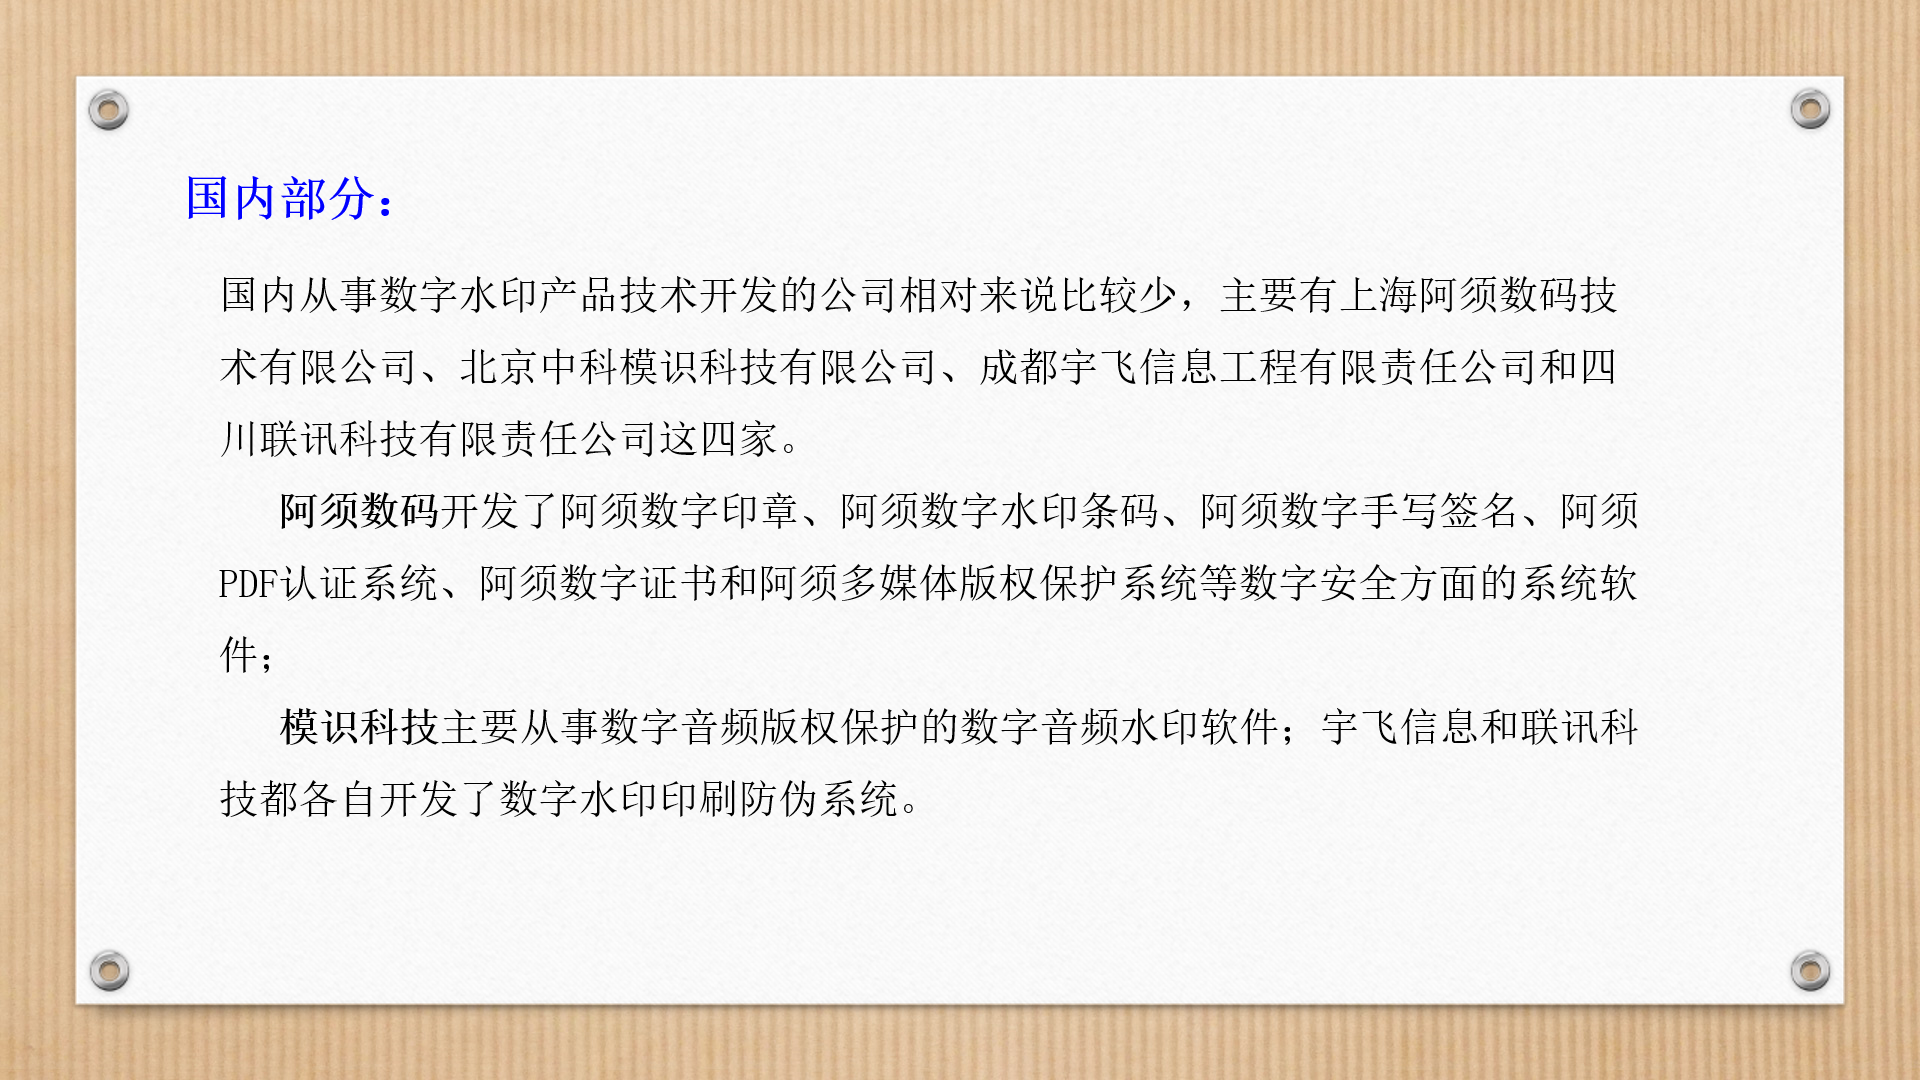 国内部分：
国内从事数字水印产品技术开发的公司相对来说比较少，主要有上海阿须数码技
术有限公司、北京中科模识科技有限公司、成都宇飞信息工程有限责任公司和四
川联讯科技有限责任公司这四家。
阿须数码开发了阿须数字印章、阿须数字水印条码、阿须数字手写签名、阿须
PDF认证系统、阿须数字证书和阿须多媒体版权保护系统等数字安全方面的系统软
件；
模识科技主要从事数字音频版权保护的数字音频水印软件；宇飞信息和联讯科
技都各自开发了数字水印印刷防伪系统。